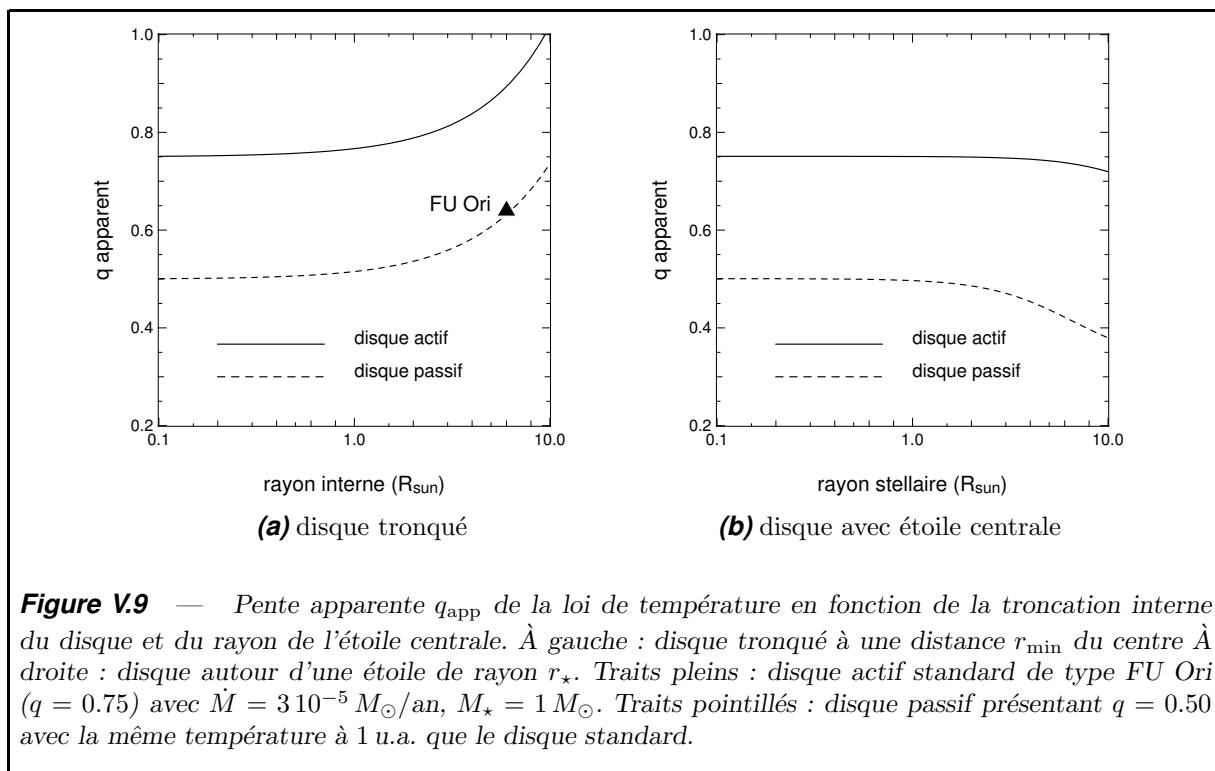 1.0
0.8
0.6
0.4
0.2
0.1
1.0
10.0
q apparent
FU Ori
disque actif
disque passif
rayon interne (Rsun)
(a) disque tronqué
1.0
0.8
0.6
0.4
0.2
0.1
1.0
10.0
q apparent
disque actif
disque passif
rayon stellaire (Rsun)
(b) disque avec étoile centrale
Figure V.9 — Pente apparente q_app de la loi de température en fonction de la troncation interne
du disque et du rayon de l'étoile centrale. À gauche : disque tronqué à une distance r_min du centre À
droite : disque autour d'une étoile de rayon r⋆. Traits pleins : disque actif standard de type FU Ori
(q = 0.75) avec Ṁ = 3 10⁻⁵ M⊙/an, M⋆ = 1 M⊙. Traits pointillés : disque passif présentant q = 0.50
avec la même température à 1 u.a. que le disque standard.